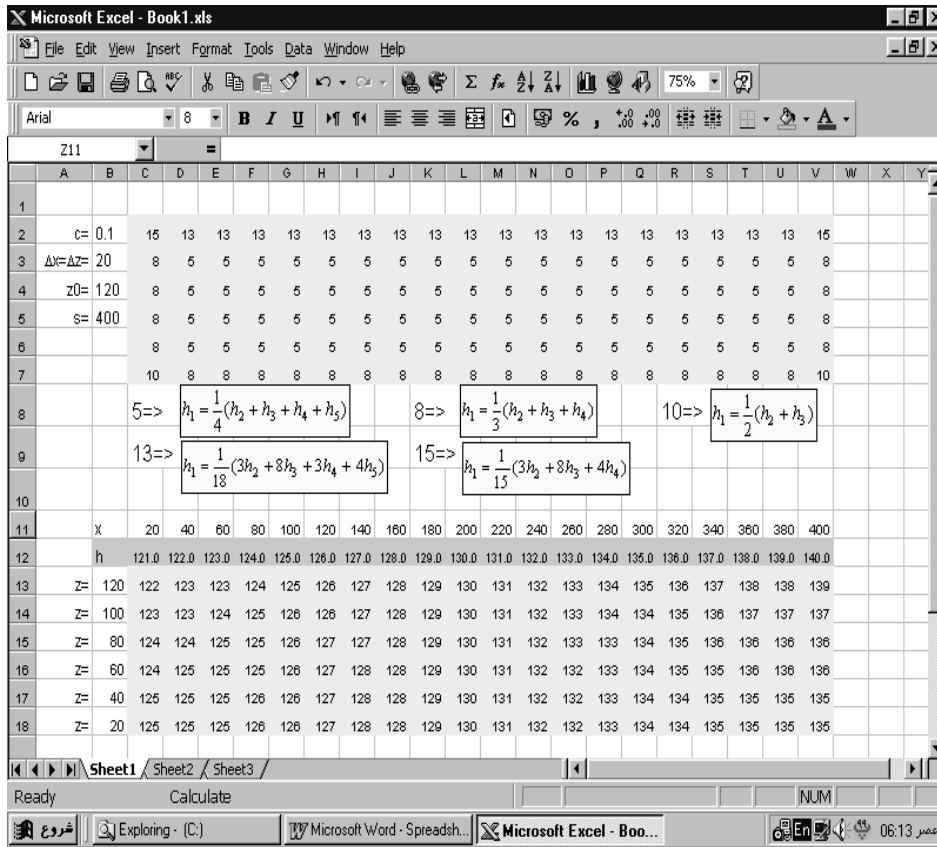 Microsoft Excel - Book1.xls
File Edit View Insert Format Tools Data Window Help
75%
Arial 8 B I U
Z11 =
A B C D E F G H I J K L M N O P Q R S T U V W X Y
1
2 c= 0.1 15 13 13 13 13 13 13 13 13 13 13 13 13 13 13 13 13 13 13 15
3 Δx=Δz= 20 8 5 5 5 5 5 5 5 5 5 5 5 5 5 5 5 5 5 5 8
4 z0= 120 8 5 5 5 5 5 5 5 5 5 5 5 5 5 5 5 5 5 5 8
5 s= 400 8 5 5 5 5 5 5 5 5 5 5 5 5 5 5 5 5 5 5 8
6 8 5 5 5 5 5 5 5 5 5 5 5 5 5 5 5 5 5 5 8
7 10 8 8 8 8 8 8 8 8 8 8 8 8 8 8 8 8 8 8 10
8 5=> h₁ = 1/4 (h₂ + h₃ + h₄ + h₅) 8=> h₁ = 1/3 (h₂ + h₃ + h₄) 10=> h₁ = 1/2 (h₂ + h₃)
9 13=> h₁ = 1/18 (3h₂ + 8h₃ + 3h₄ + 4h₅) 15=> h₁ = 1/15 (3h₂ + 8h₃ + 4h₄)
10
11 X 20 40 60 80 100 120 140 160 180 200 220 240 260 280 300 320 340 360 380 400
12 h 121.0 122.0 123.0 124.0 125.0 126.0 127.0 128.0 129.0 130.0 131.0 132.0 133.0 134.0 135.0 136.0 137.0 138.0 139.0 140.0
13 z= 120 122 123 123 124 125 126 127 128 129 130 131 132 133 134 135 136 137 138 138 139
14 z= 100 123 123 124 125 126 126 127 128 129 130 131 132 133 134 134 135 136 137 137 137
15 z= 80 124 124 125 125 126 127 127 128 129 130 131 132 133 133 134 135 136 136 136 136
16 z= 60 124 125 125 125 126 127 128 128 129 130 131 132 132 133 134 135 135 136 136 136
17 z= 40 125 125 125 126 126 127 128 128 129 130 131 132 132 133 134 134 135 135 135 135
18 z= 20 125 125 125 126 126 127 128 128 129 130 131 132 132 133 134 134 135 135 135 135
Sheet1 Sheet2 Sheet3
Ready Calculate NUM
شروع Exploring - (C:) Microsoft Word - Spreadsh... Microsoft Excel - Boo... En 06:13 عصر